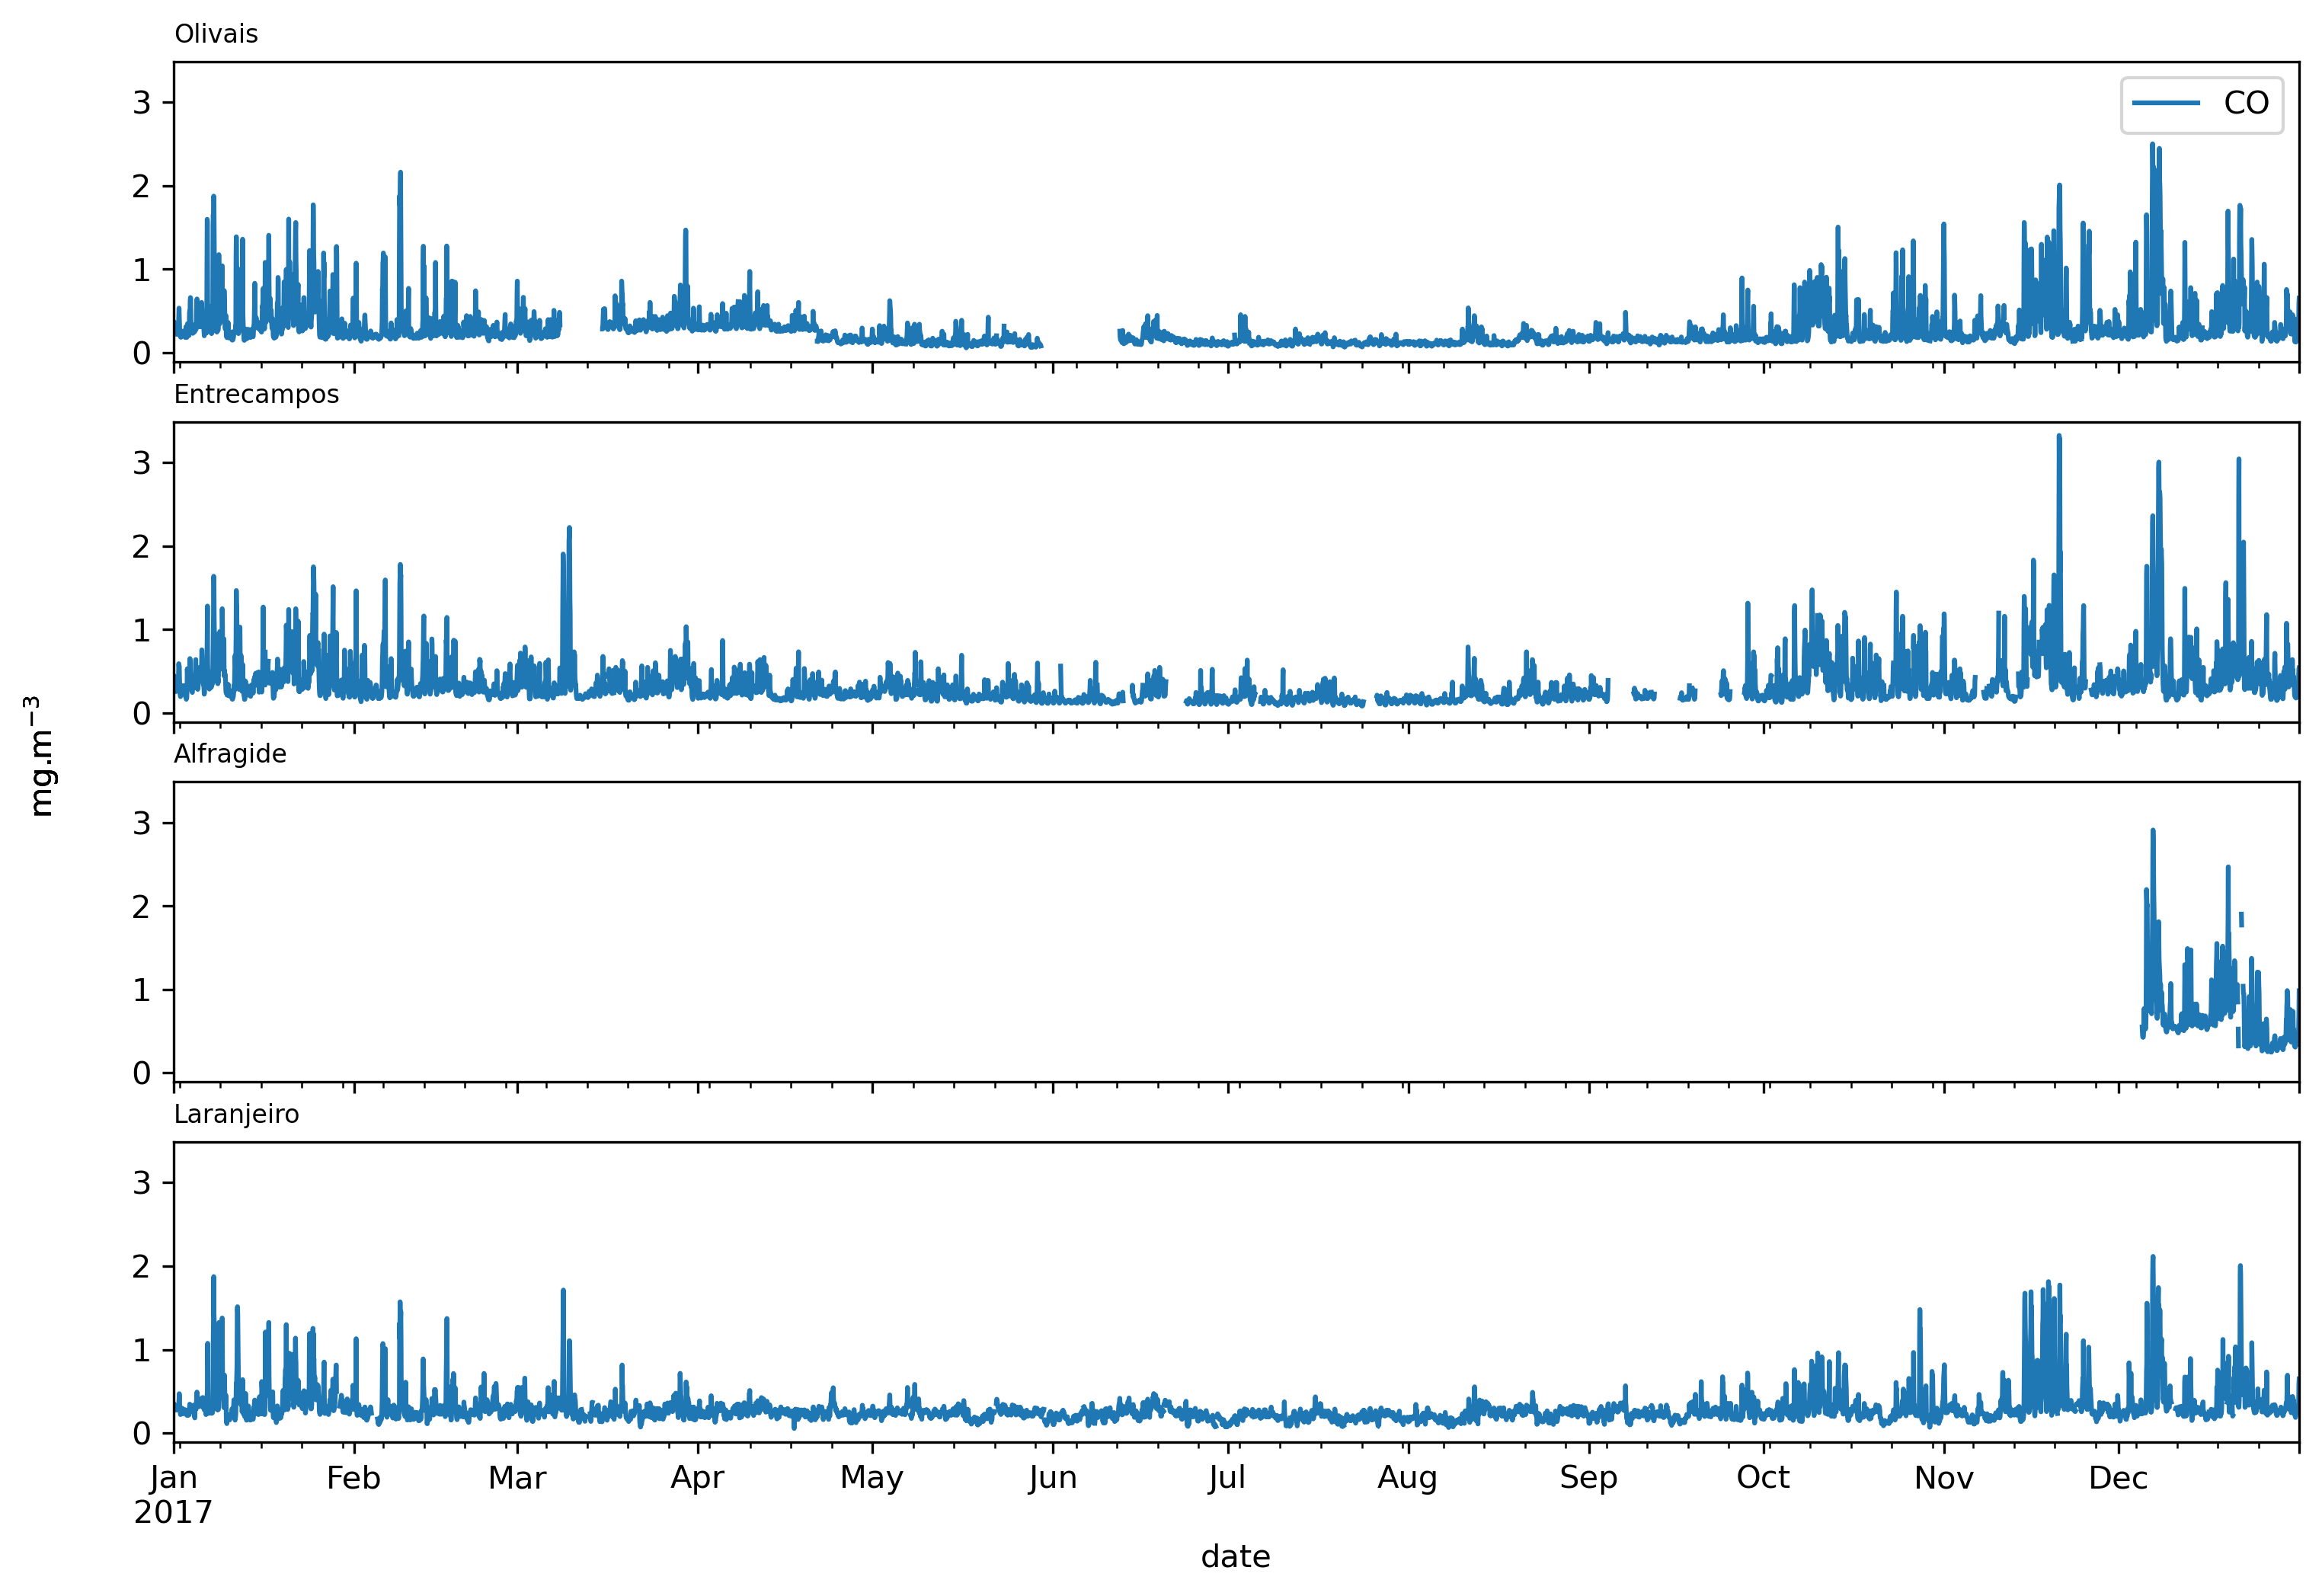 Olivais
3
2
1
0
CO
Entrecampos
3
2
1
0
mg.m⁻³
Alfragide
3
2
1
0
Laranjeiro
3
2
1
0
Jan Feb Mar Apr May Jun Jul Aug Sep Oct Nov Dec
2017
date